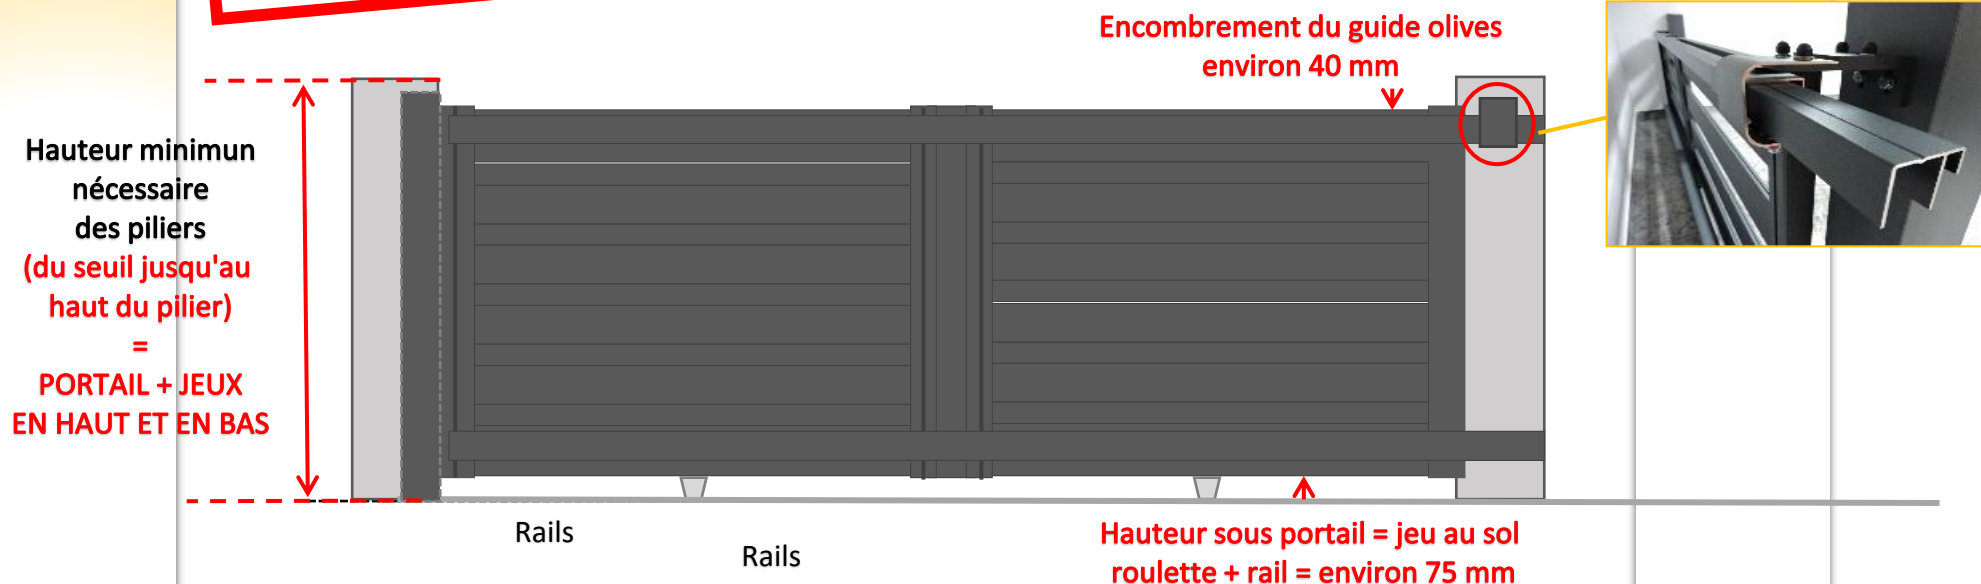 Encombrement du guide olives
environ 40 mm
Hauteur minimun
nécessaire
des piliers
(du seuil jusqu'au
haut du pilier)
=
PORTAIL + JEUX
EN HAUT ET EN BAS
Rails
Rails
Hauteur sous portail = jeu au sol
roulette + rail = environ 75 mm